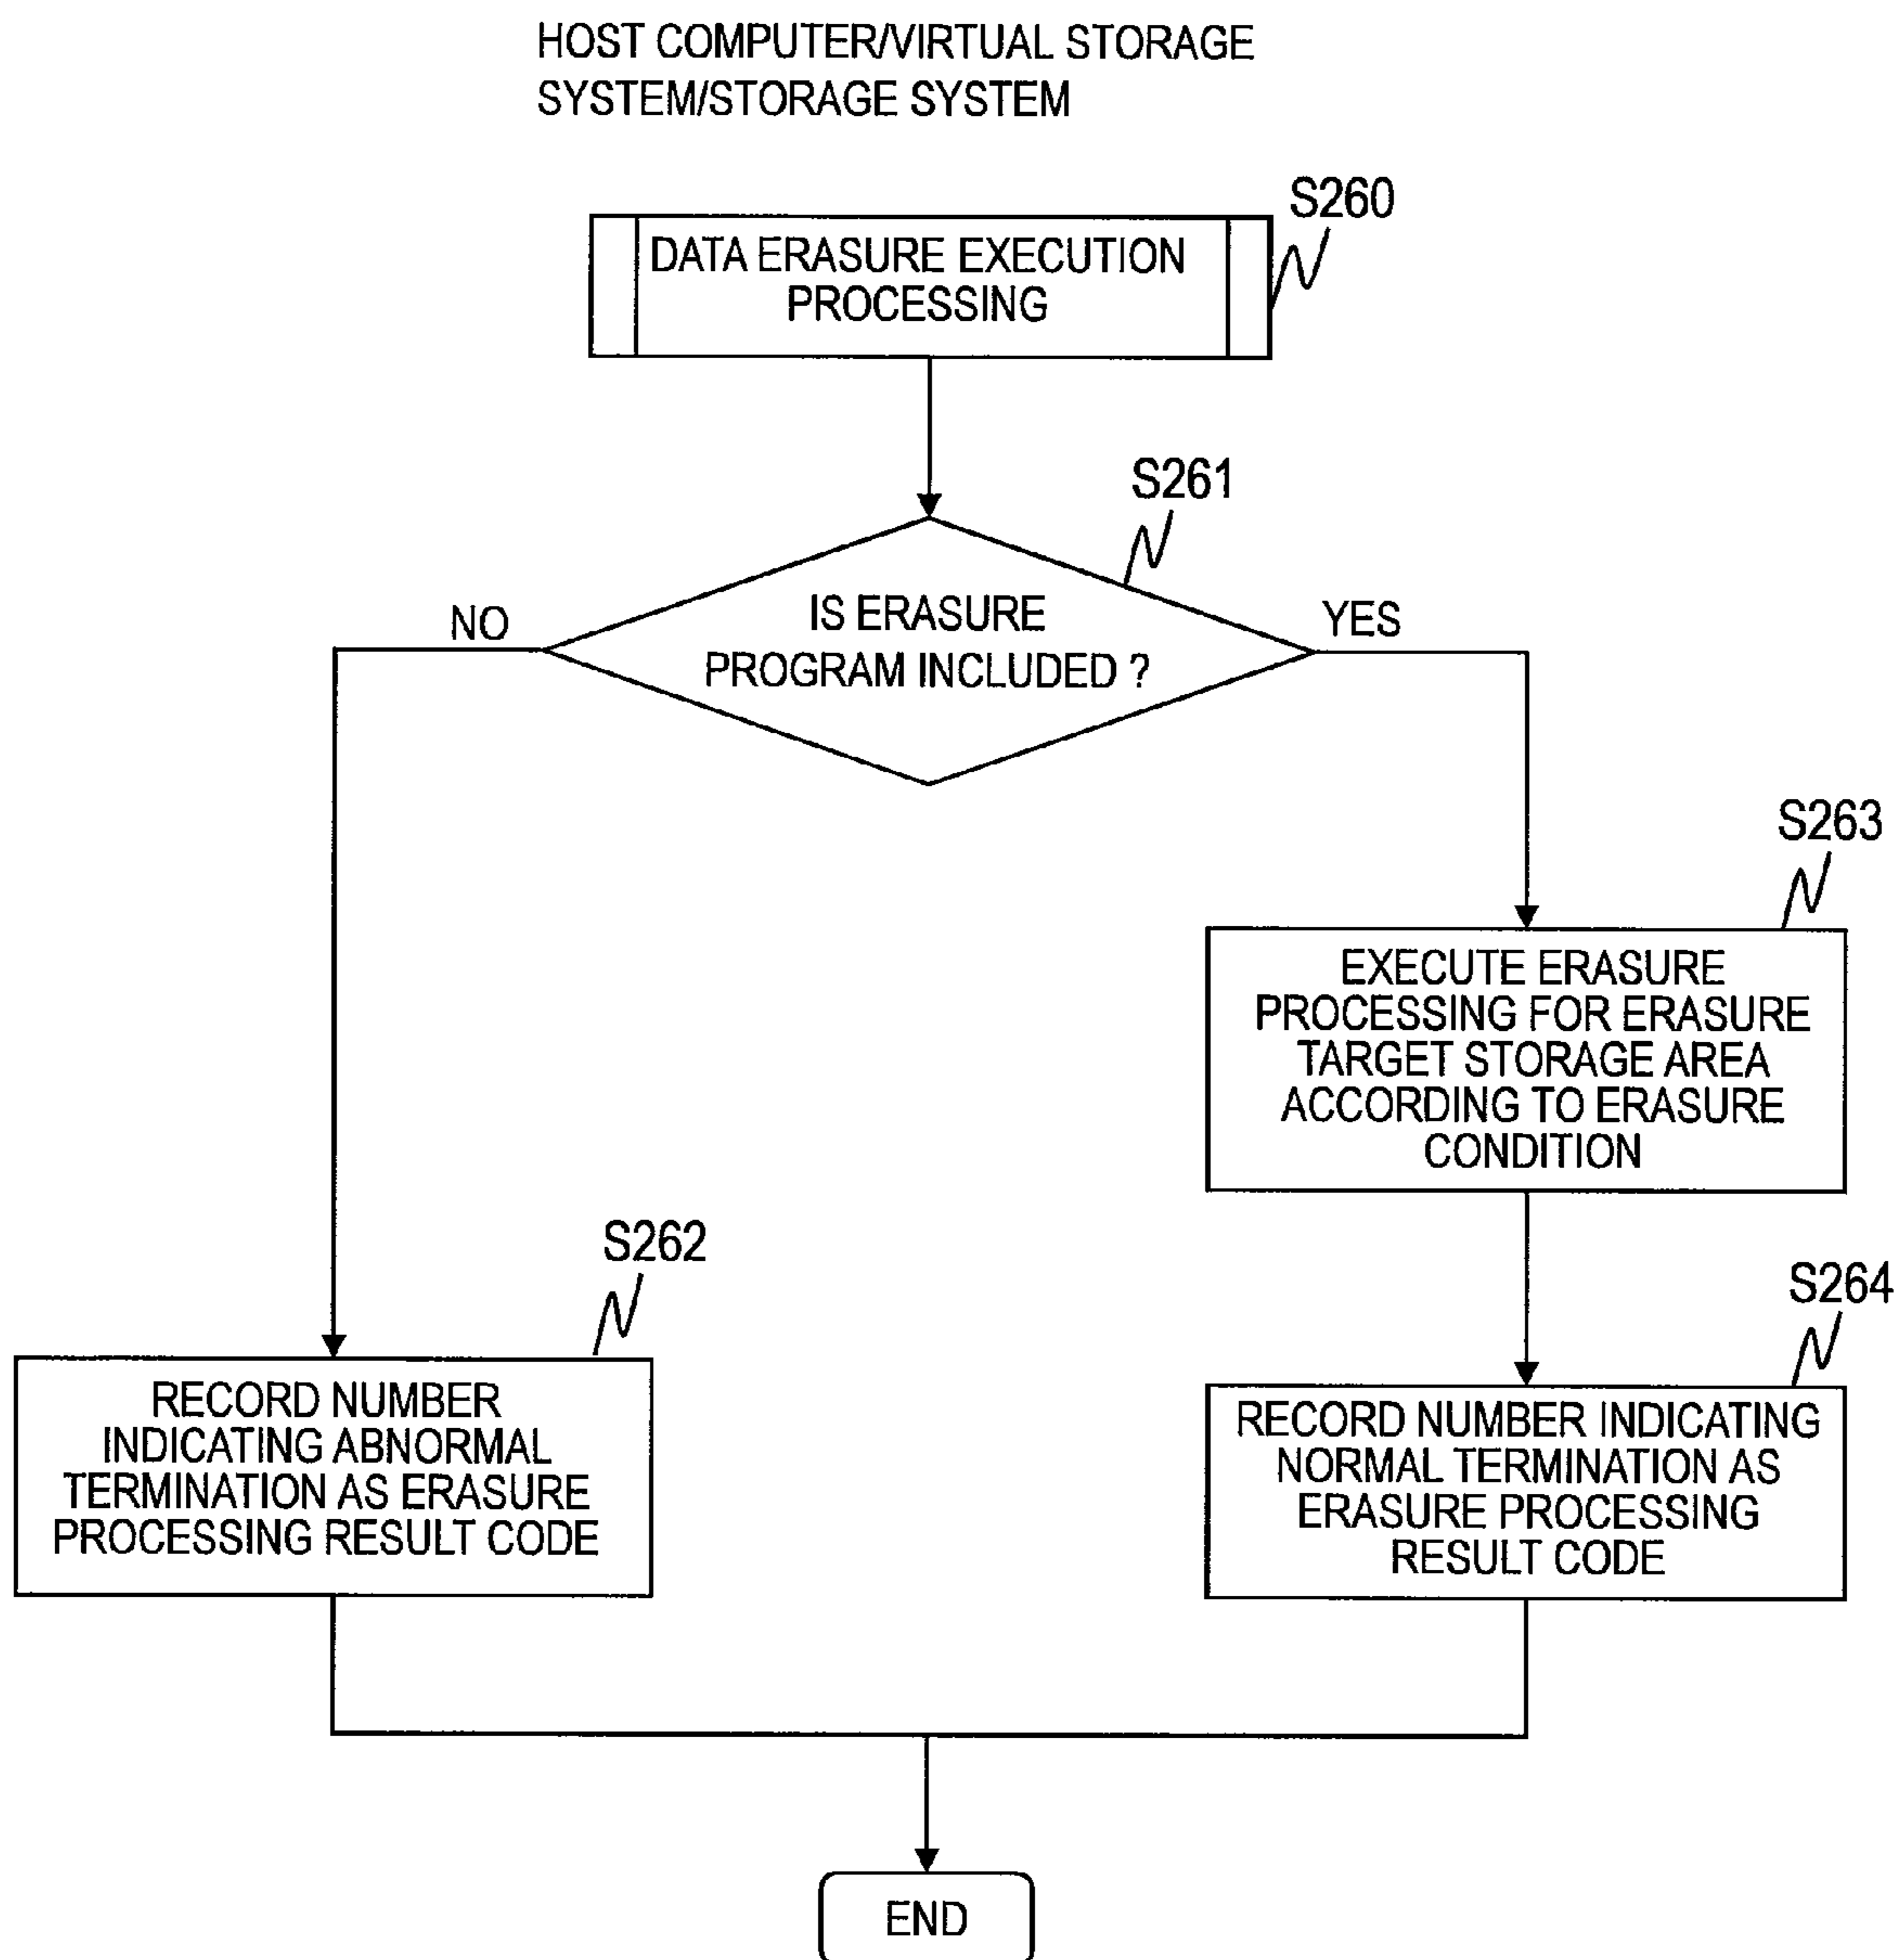 HOST COMPUTER/VIRTUAL STORAGE
SYSTEM/STORAGE SYSTEM
S260
DATA ERASURE EXECUTION
PROCESSING
S261
IS ERASURE
PROGRAM INCLUDED ?
NO
YES
S263
EXECUTE ERASURE
PROCESSING FOR ERASURE
TARGET STORAGE AREA
ACCORDING TO ERASURE
CONDITION
S262
RECORD NUMBER
INDICATING ABNORMAL
TERMINATION AS ERASURE
PROCESSING RESULT CODE
S264
RECORD NUMBER INDICATING
NORMAL TERMINATION AS
ERASURE PROCESSING
RESULT CODE
END